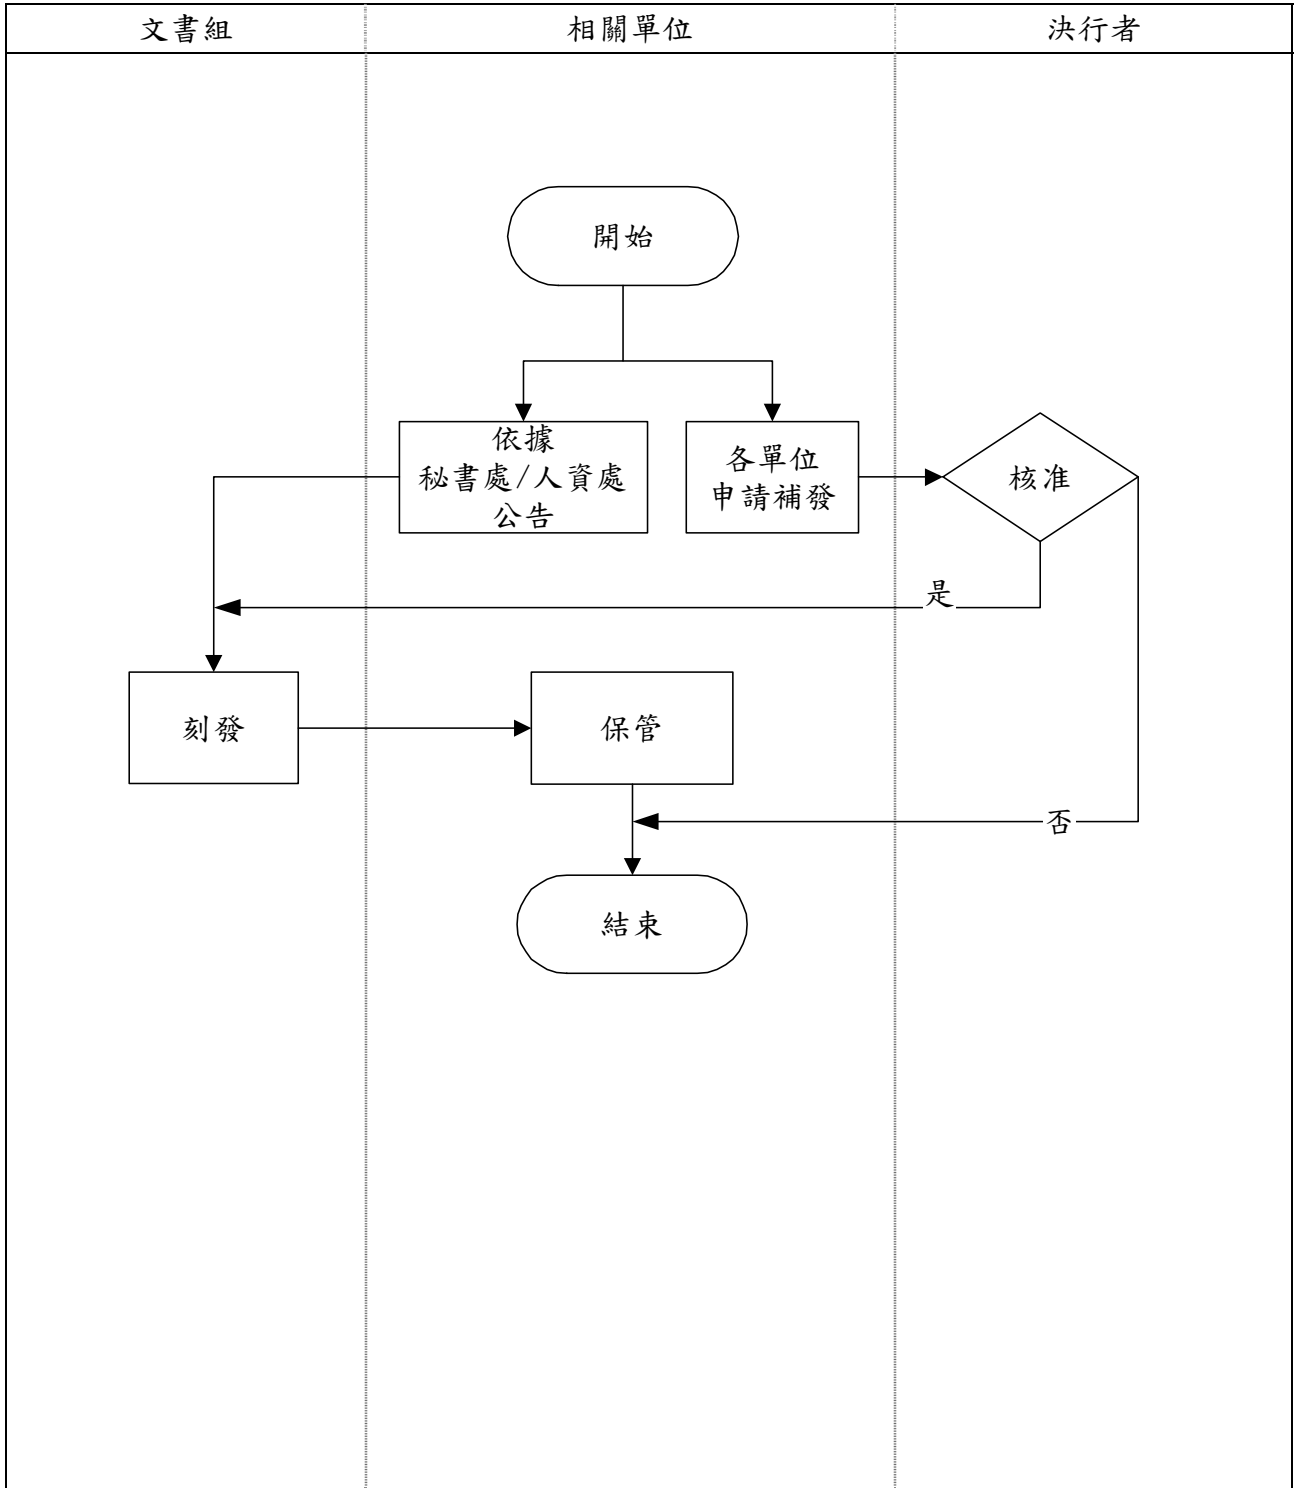 文書組
相關單位
決行者
開始
依據
秘書處/人資處
公告
各單位
申請補發
核准
是
刻發
保管
否
結束